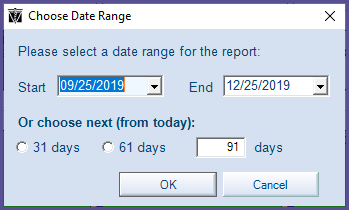 Choose Date Range
Please select a date range for the report:
Start 09/25/2019 End 12/25/2019
Or choose next (from today):
31 days 61 days 91 days
OK Cancel